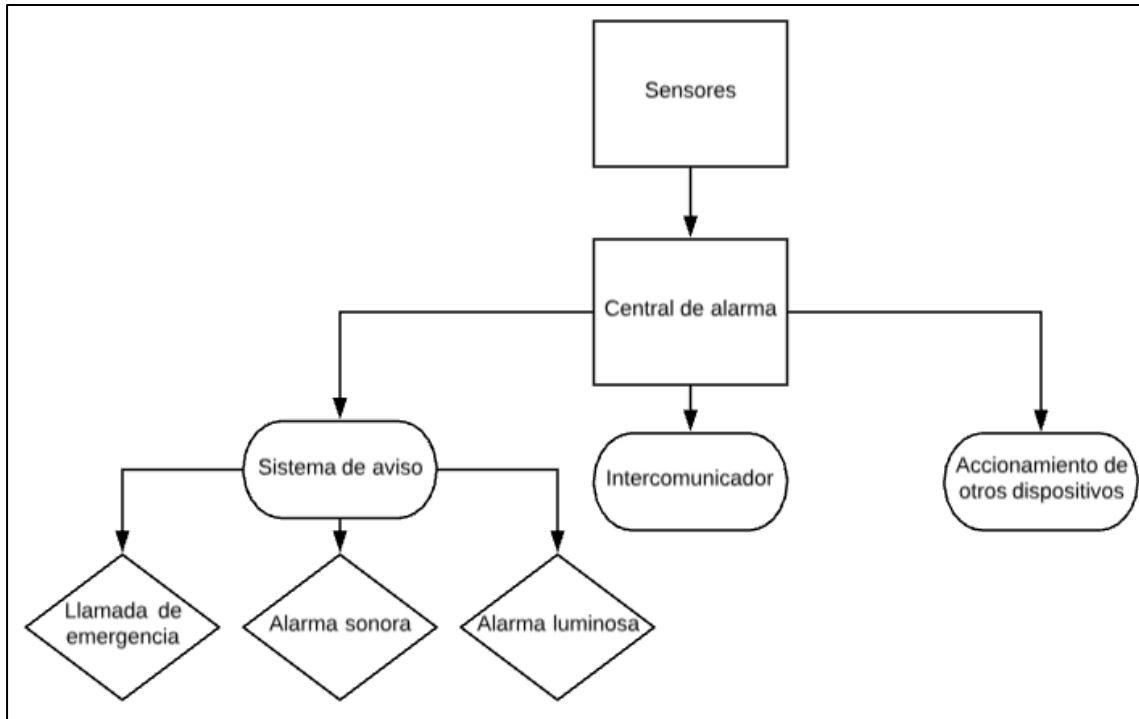 Sensores
Central de alarma
Sistema de aviso
Intercomunicador
Accionamiento de
otros dispositivos
Llamada de
emergencia
Alarma sonora
Alarma luminosa